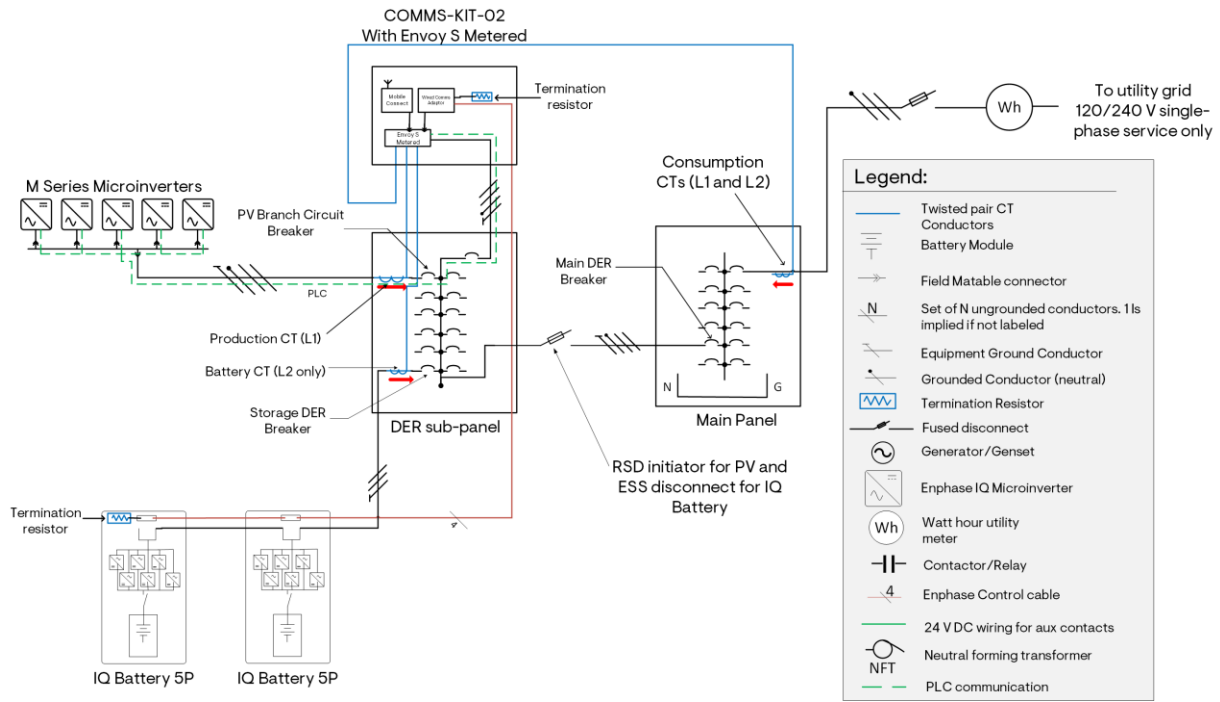 COMMS-KIT-02
With Envoy S Metered
Mobile
Connect
Wired Comms
Adaptor
Envoy S
Metered
Termination
resistor
To utility grid
120/240 V single-
phase service only
Wh
M Series Microinverters
PV Branch Circuit
Breaker
PLC
Production CT (L1)
Battery CT (L2 only)
Storage DER
Breaker
DER sub-panel
Consumption
CTs (L1 and L2)
Main DER
Breaker
N
G
Main Panel
RSD initiator for PV and
ESS disconnect for IQ
Battery
Termination
resistor
4
IQ Battery 5P
IQ Battery 5P
Legend:
Twisted pair CT
Conductors
Battery Module
Field Matable connector
N
Set of N ungrounded conductors. 1 Is
implied if not labeled
Equipment Ground Conductor
Grounded Conductor (neutral)
Termination Resistor
Fused disconnect
Generator/Genset
Enphase IQ Microinverter
Wh
Watt hour utility
meter
Contactor/Relay
4
Enphase Control cable
24 V DC wiring for aux contacts
NFT
Neutral forming transformer
PLC communication